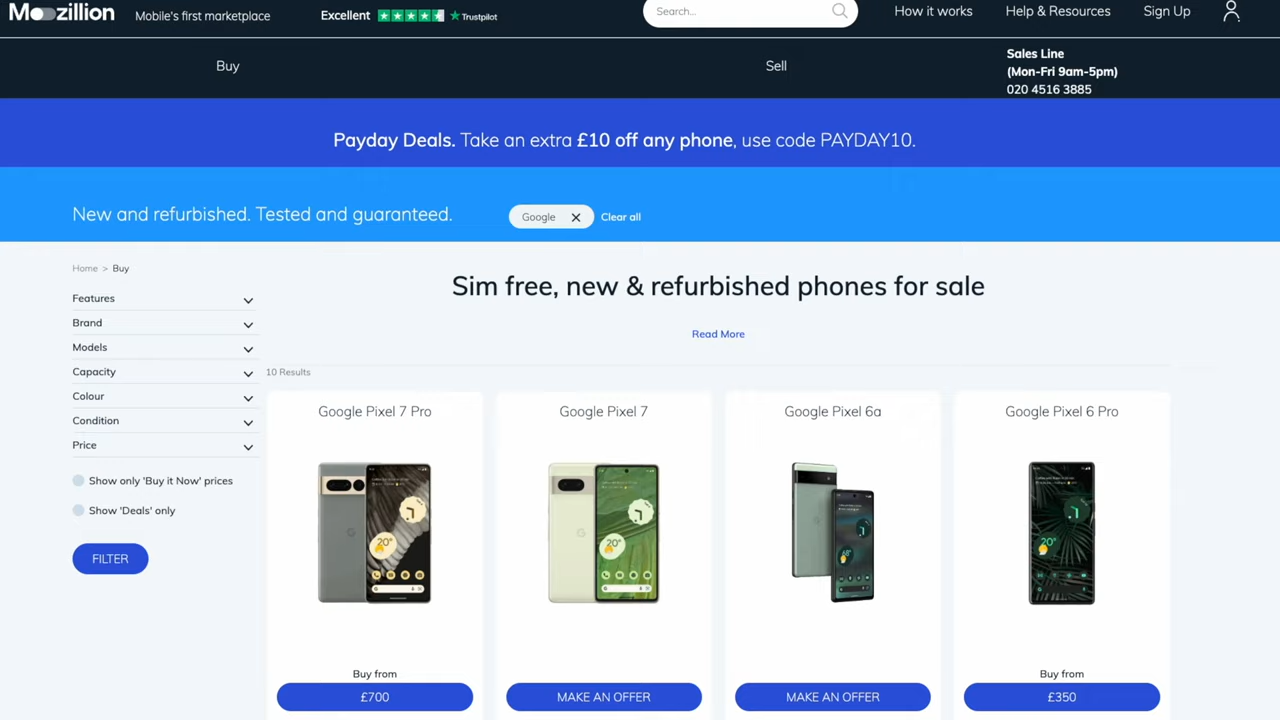 Mozillion
Mobile's first marketplace
Excellent
Trustpilot
Search...
How it works
Help & Resources
Sign Up
Buy
Sell
Sales Line
(Mon-Fri 9am-5pm)
020 4516 3885
Payday Deals. Take an extra £10 off any phone, use code PAYDAY10.
New and refurbished. Tested and guaranteed.
Google
Clear all
Home > Buy
Sim free, new & refurbished phones for sale
Read More
Features
Brand
Models
Capacity
Colour
Condition
Price
Show only 'Buy it Now' prices
Show 'Deals' only
FILTER
10 Results
Google Pixel 7 Pro
Google Pixel 7
Google Pixel 6a
Google Pixel 6 Pro
20°
20°
20°
Buy from
£700
MAKE AN OFFER
MAKE AN OFFER
Buy from
£350